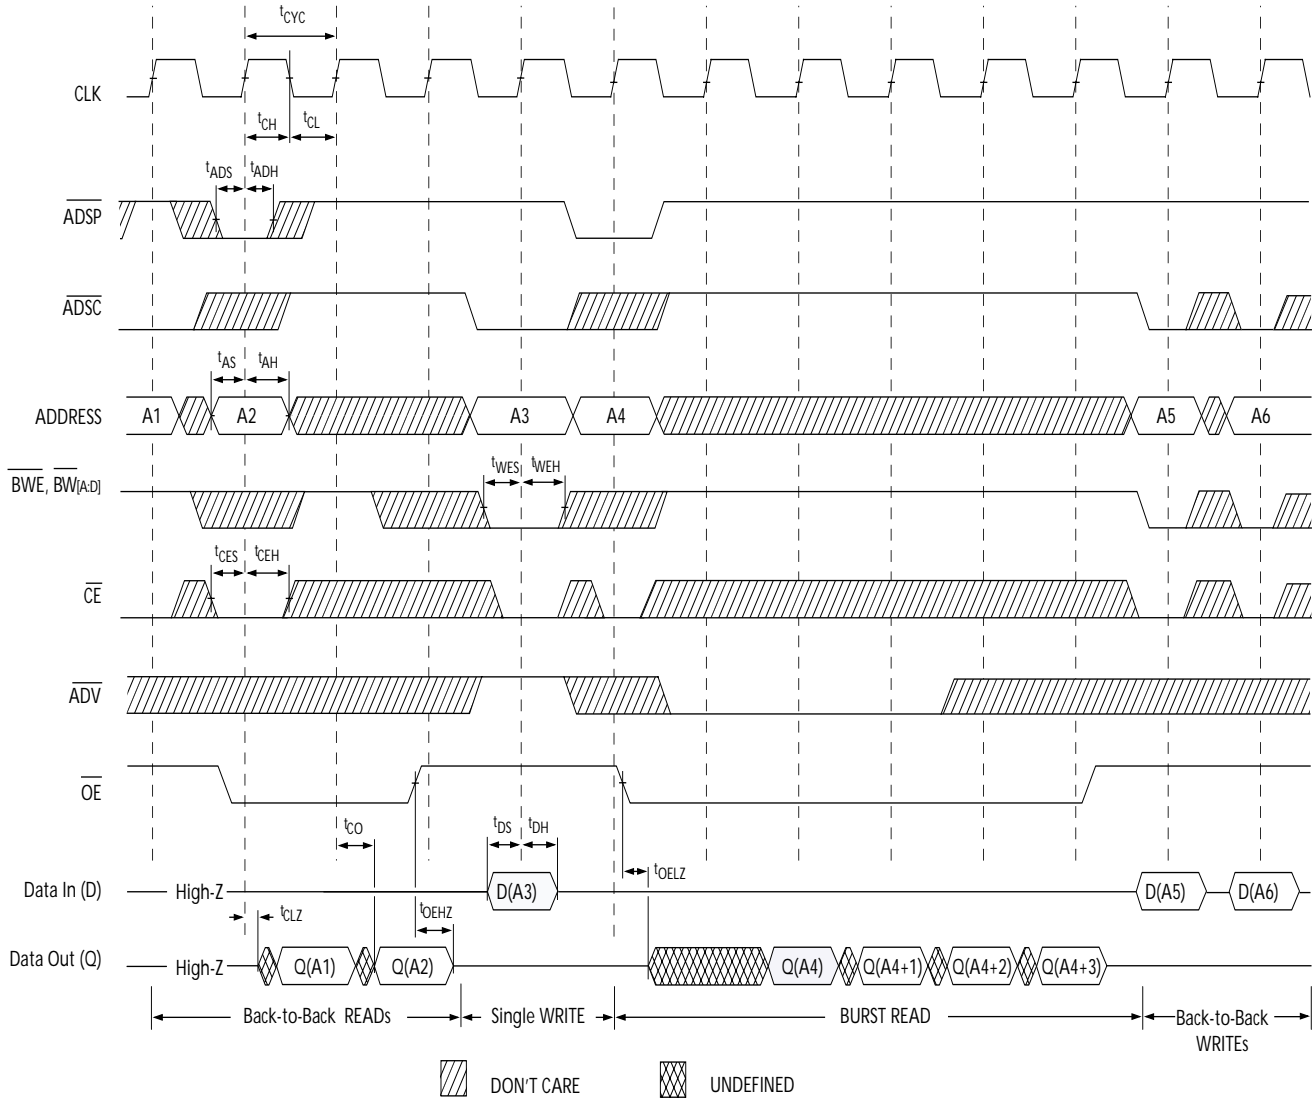 tCYC
CLK
tCH tCL
tADS tADH
ADSP
ADSC
tAS tAH
ADDRESS A1 A2 A3 A4 A5 A6
tWES tWEH
BWE, BW[A:D]
tCES tCEH
CE
ADV
OE
tCO tDS tDH
tOELZ
Data In (D) High-Z D(A3) D(A5) D(A6)
tCLZ tOEHZ
Data Out (Q) High-Z Q(A1) Q(A2) Q(A4) Q(A4+1) Q(A4+2) Q(A4+3)
Back-to-Back READs Single WRITE BURST READ Back-to-Back
WRITEs
DON'T CARE UNDEFINED